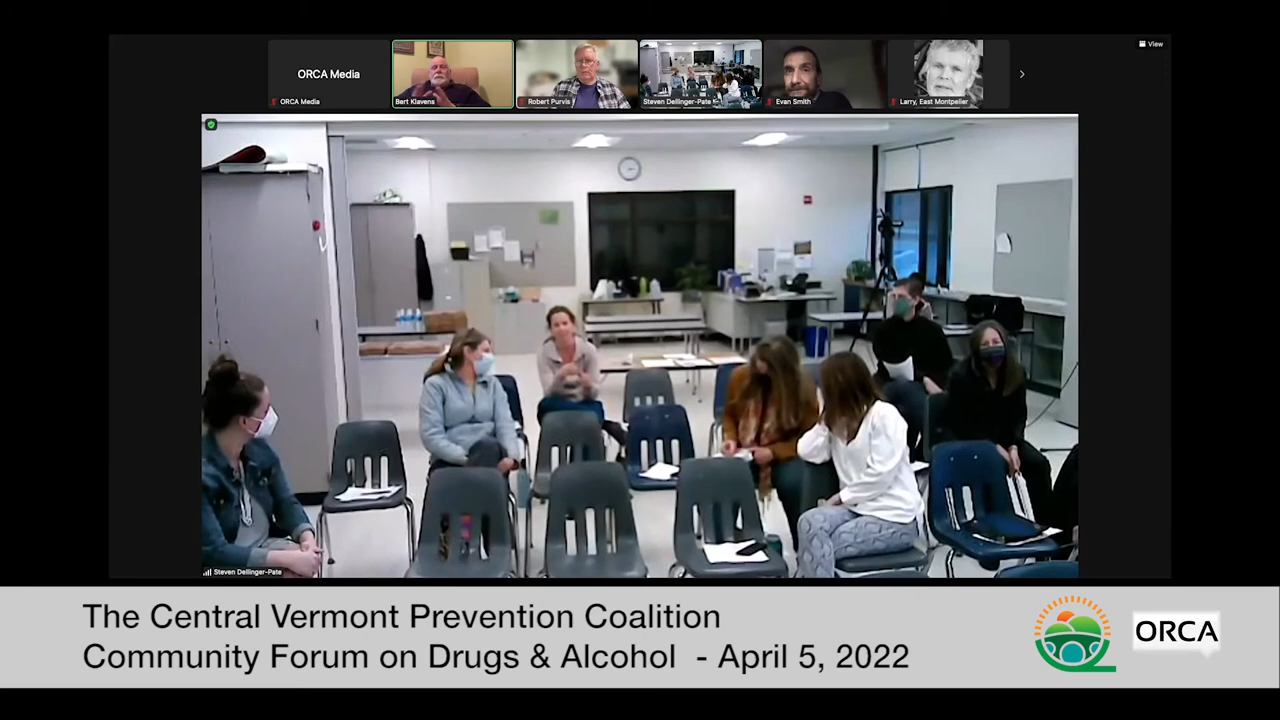 View
ORCA Media
ORCA Media
Bert Klavens
Robert Purvis
Steven Dellinger-Pate
Evan Smith
Larry, East Montpelier
Steven Dellinger-Pate
The Central Vermont Prevention Coalition
Community Forum on Drugs & Alcohol - April 5, 2022
ORCA